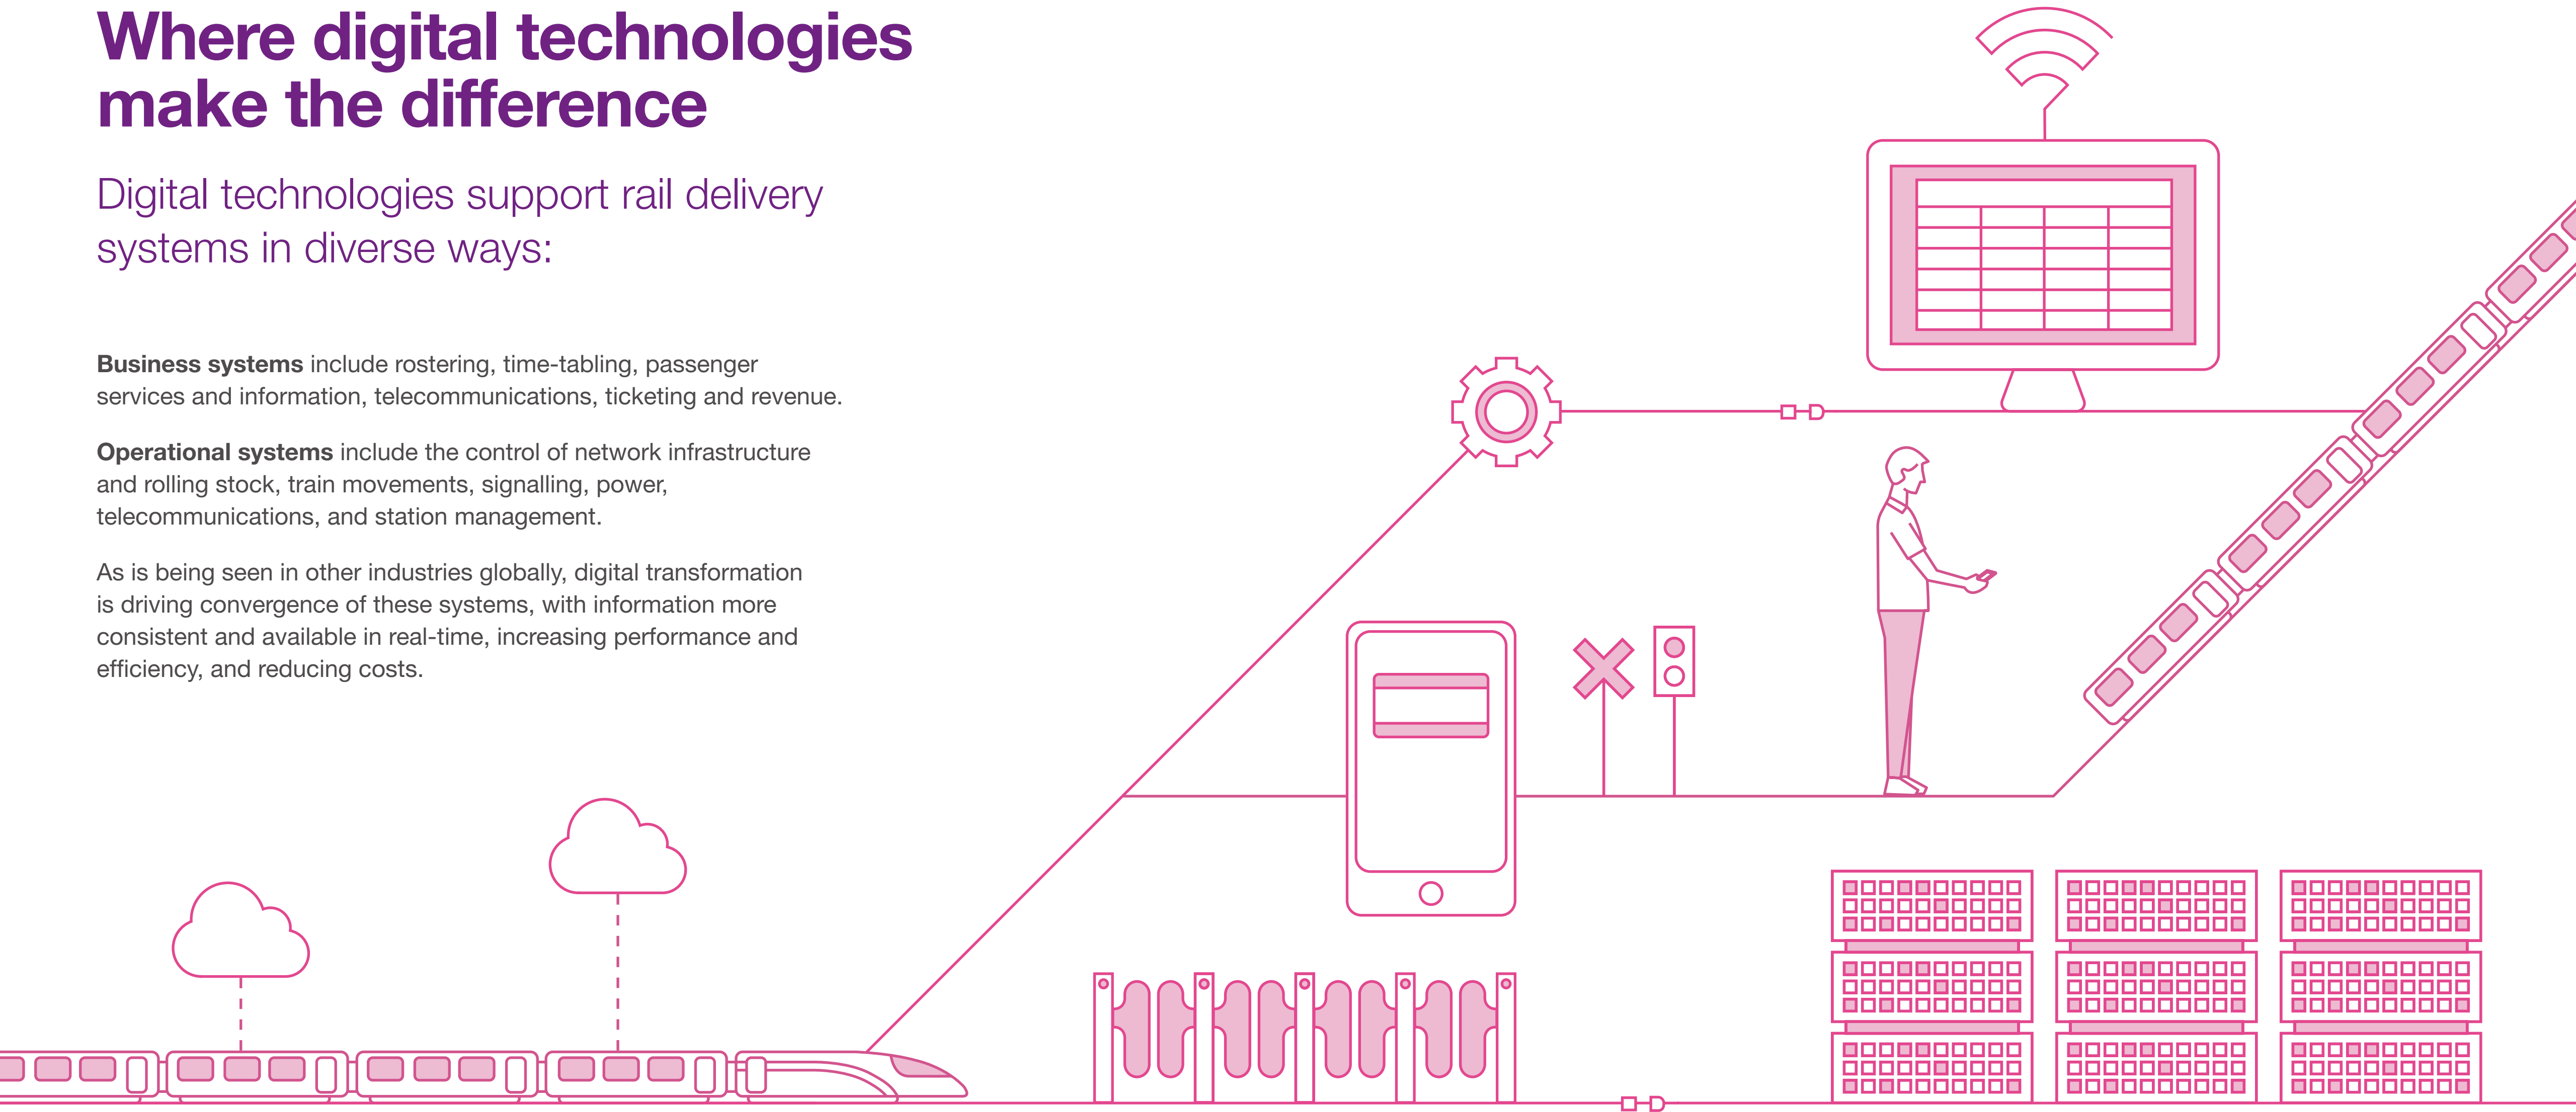 Where digital technologies
make the difference
Digital technologies support rail delivery
systems in diverse ways:
Business systems include rostering, time-tabling, passenger
services and information, telecommunications, ticketing and revenue.
Operational systems include the control of network infrastructure
and rolling stock, train movements, signalling, power,
telecommunications, and station management.
As is being seen in other industries globally, digital transformation
is driving convergence of these systems, with information more
consistent and available in real-time, increasing performance and
efficiency, and reducing costs.